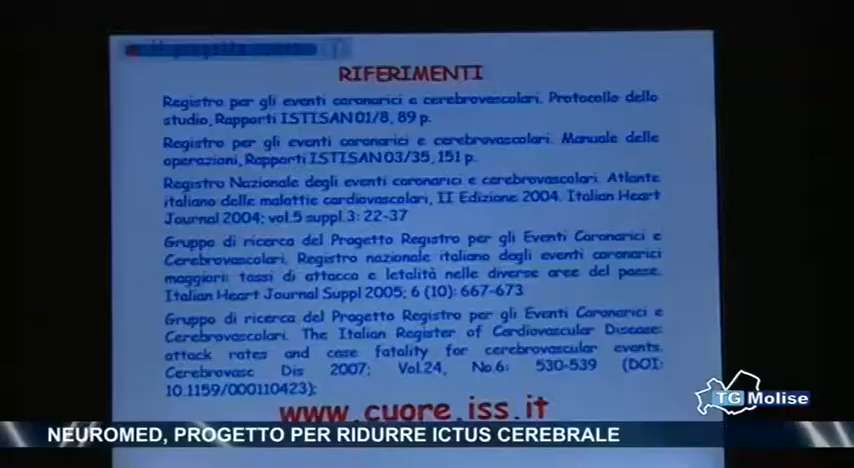 Il progetto cuore
RIFERIMENTI
Registro per gli eventi coronarici e cerebrovascolari. Protocollo dello
studio, Rapporti ISTISAN 01/8, 89 p.
Registro per gli eventi coronarici e cerebrovascolari. Manuale delle
operazioni, Rapporti ISTISAN 03/35, 151 p.
Registro Nazionale degli eventi coronarici e cerebrovascolari. Atlante
italiano delle malattie cardiovascolari, II Edizione 2004. Italian Heart
Journal 2004; vol.5 suppl 3: 22-37
Gruppo di ricerca del Progetto Registro per gli Eventi Coronarici e
Cerebrovascolari. Registro nazionale italiano degli eventi coronarici
maggiori: tassi di attacco e letalità nelle diverse aree del paese.
Italian Heart Journal Suppl 2005; 6 (10): 667-673
Gruppo di ricerca del Progetto Registro per gli Eventi Coronarici e
Cerebrovascolari. The Italian Register of Cardiovascular Disease:
attack rates and case fatality for cerebrovascular events.
Cerebrovasc Dis 2007; Vol.24, No.6: 530-539 (DOI:
10.1159/000110423);
www.cuore.iss.it
TG Molise
NEUROMED, PROGETTO PER RIDURRE ICTUS CEREBRALE